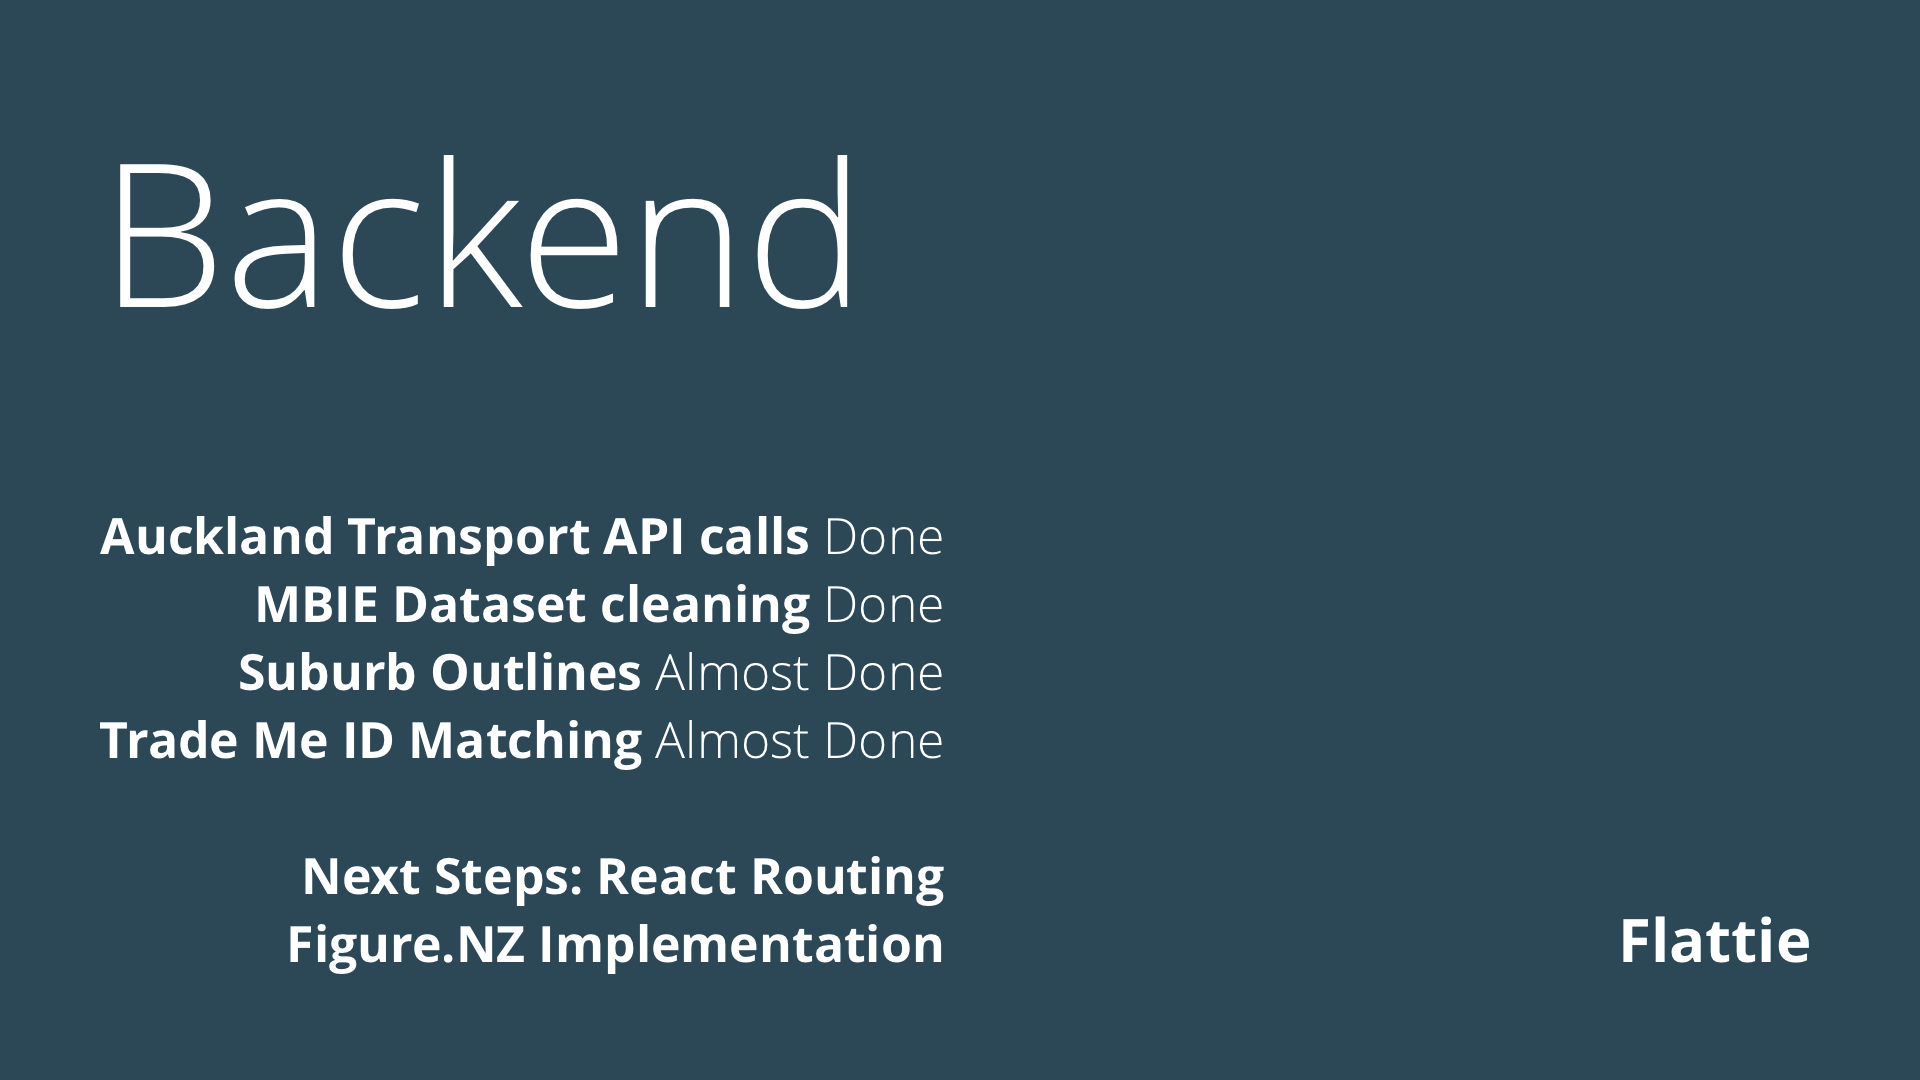 Backend
Auckland Transport API calls Done
MBIE Dataset cleaning Done
Suburb Outlines Almost Done
Trade Me ID Matching Almost Done
Next Steps: React Routing
Figure.NZ Implementation
Flattie